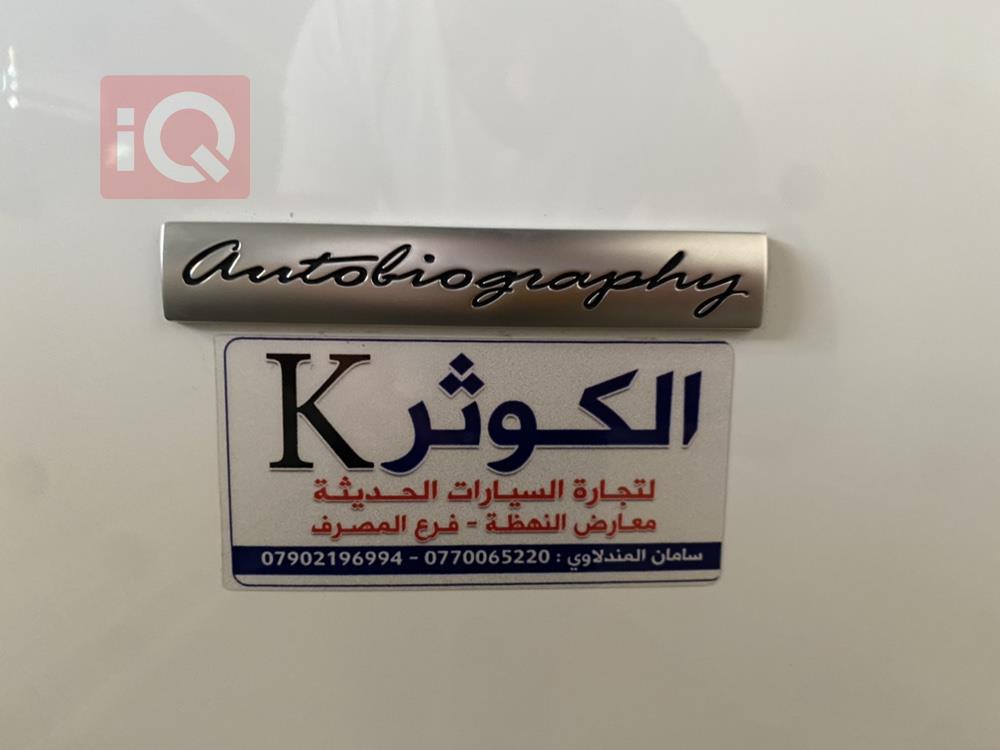 iQ
Autobiography
الكوثر K
لتجارة السيارات الحديثة
معارض النهظة - فرع المصرف
سامان المندلاوي : 0770065220 - 07902196994